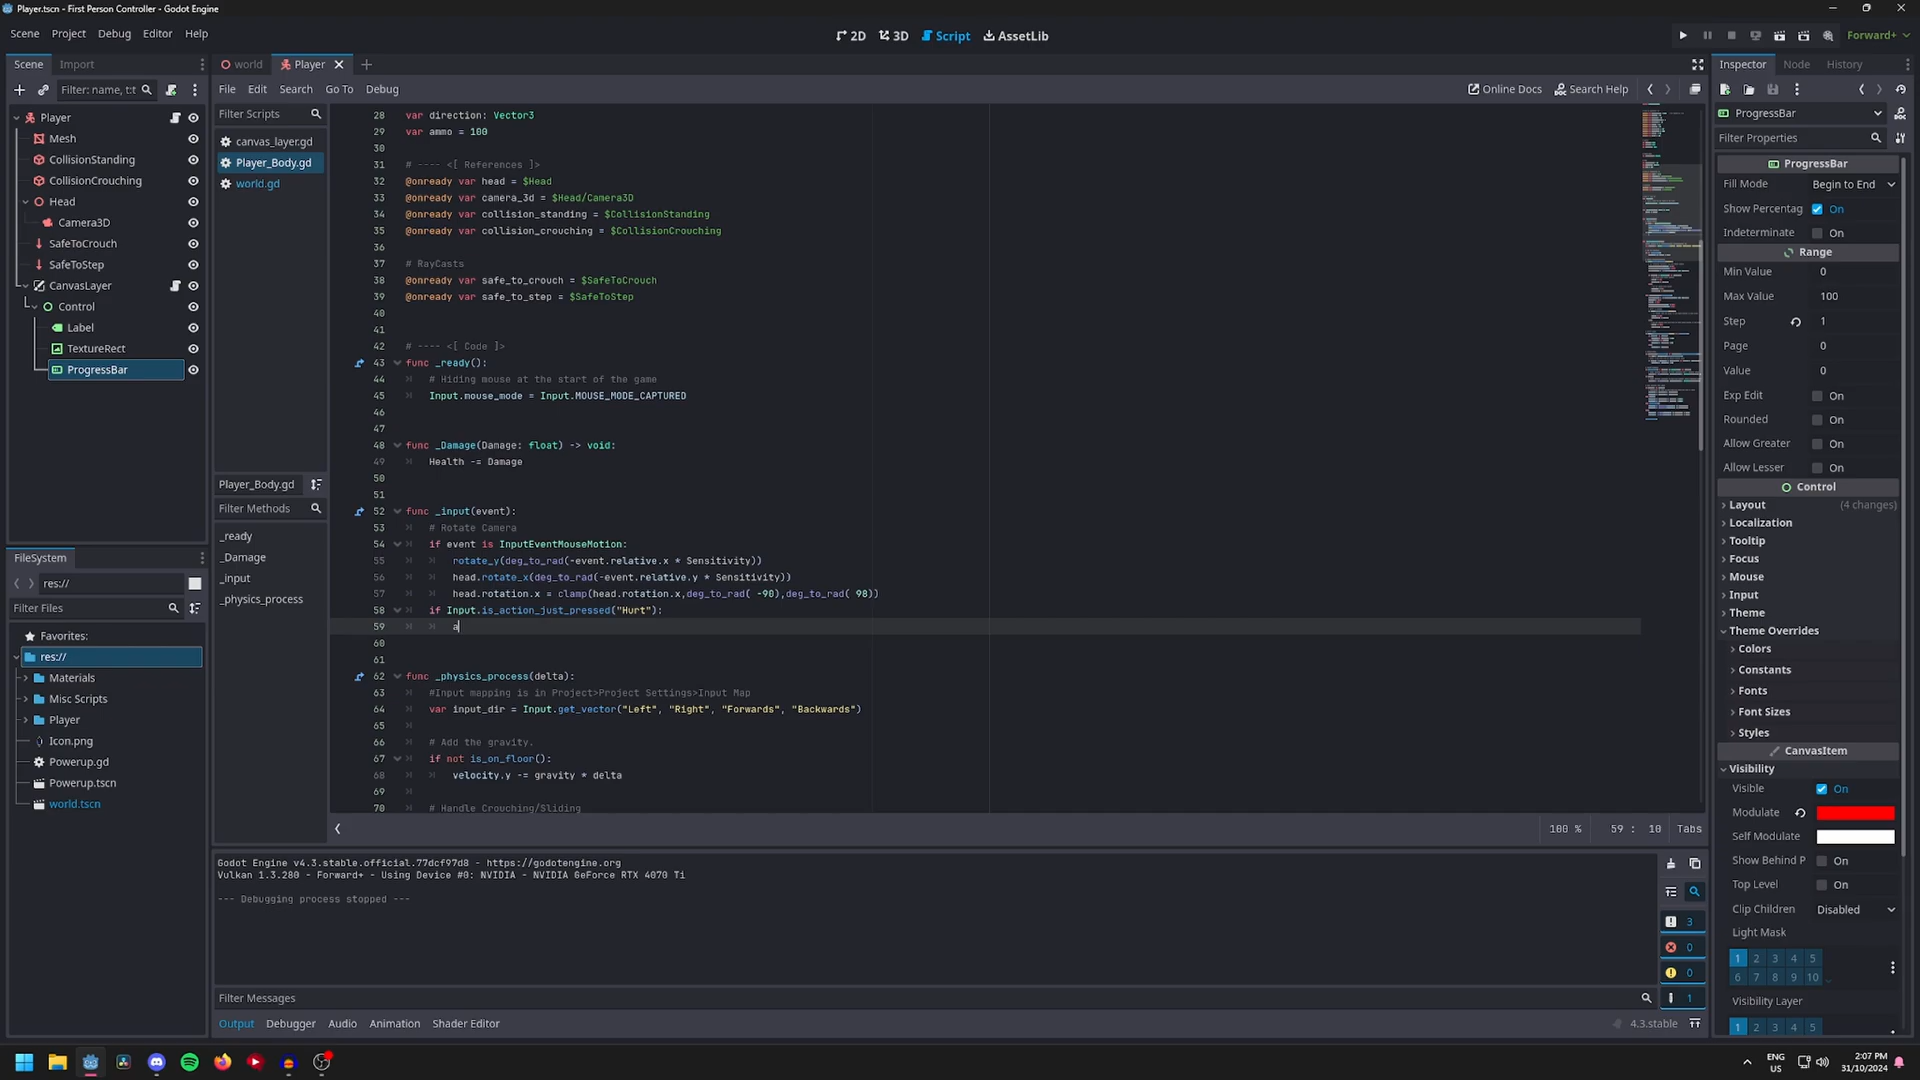 Player.tscn - First Person Controller - Godot Engine
Scene Project Debug Editor Help
2D 3D Script AssetLib
Forward+
Scene Import
Filter: name, t:t
Player
Mesh
CollisionStanding
CollisionCrouching
Head
Camera3D
SafeToCrouch
SafeToStep
CanvasLayer
Control
Label
TextureRect
ProgressBar
FileSystem
res://
Filter Files
Favorites:
res://
Materials
Misc Scripts
Player
Icon.png
Powerup.gd
Powerup.tscn
world.tscn
world Player
File Edit Search Go To Debug
Online Docs Search Help
Filter Scripts
canvas_layer.gd
Player_Body.gd
world.gd
Player_Body.gd
Filter Methods
_ready
_Damage
_input
_physics_process
28 var direction: Vector3
29 var ammo = 100
30
31 # ---- <[ References ]>
32 @onready var head = $Head
33 @onready var camera_3d = $Head/Camera3D
34 @onready var collision_standing = $CollisionStanding
35 @onready var collision_crouching = $CollisionCrouching
36
37 # RayCasts
38 @onready var safe_to_crouch = $SafeToCrouch
39 @onready var safe_to_step = $SafeToStep
40
41
42 # ---- <[ Code ]>
43 func _ready():
44 # Hiding mouse at the start of the game
45 Input.mouse_mode = Input.MOUSE_MODE_CAPTURED
46
47
48 func _Damage(Damage: float) -> void:
49 Health -= Damage
50
51
52 func _input(event):
53 # Rotate Camera
54 if event is InputEventMouseMotion:
55 rotate_y(deg_to_rad(-event.relative.x * Sensitivity))
56 head.rotate_x(deg_to_rad(-event.relative.y * Sensitivity))
57 head.rotation.x = clamp(head.rotation.x,deg_to_rad( -90),deg_to_rad( 90))
58 if Input.is_action_just_pressed("Hurt"):
59 a
60
61
62 func _physics_process(delta):
63 #Input mapping is in Project>Project Settings>Input Map
64 var input_dir = Input.get_vector("Left", "Right", "Forwards", "Backwards")
65
66 # Add the gravity.
67 if not is_on_floor():
68 velocity.y -= gravity * delta
69
70 # Handle Crouching/Sliding
100 % 59 : 10 Tabs
Godot Engine v4.3.stable.official.77dcf97d8 - https://godotengine.org
Vulkan 1.3.280 - Forward+ - Using Device #0: NVIDIA - NVIDIA GeForce RTX 4070 Ti
--- Debugging process stopped ---
3
0
0
1
Filter Messages
Output Debugger Audio Animation Shader Editor
4.3.stable
Inspector Node History
ProgressBar
Filter Properties
ProgressBar
Fill Mode Begin to End
Show Percentag On
Indeterminate On
Range
Min Value 0
Max Value 100
Step 1
Page 0
Value 0
Exp Edit On
Rounded On
Allow Greater On
Allow Lesser On
Control
Layout (4 changes)
Localization
Tooltip
Focus
Mouse
Input
Theme
Theme Overrides
Colors
Constants
Fonts
Font Sizes
Styles
CanvasItem
Visibility
Visible On
Modulate
Self Modulate
Show Behind P On
Top Level On
Clip Children Disabled
Light Mask
1 2 3 4 5
6 7 8 9 10
Visibility Layer
1 2 3 4 5
ENG
US
2:07 PM
31/10/2024